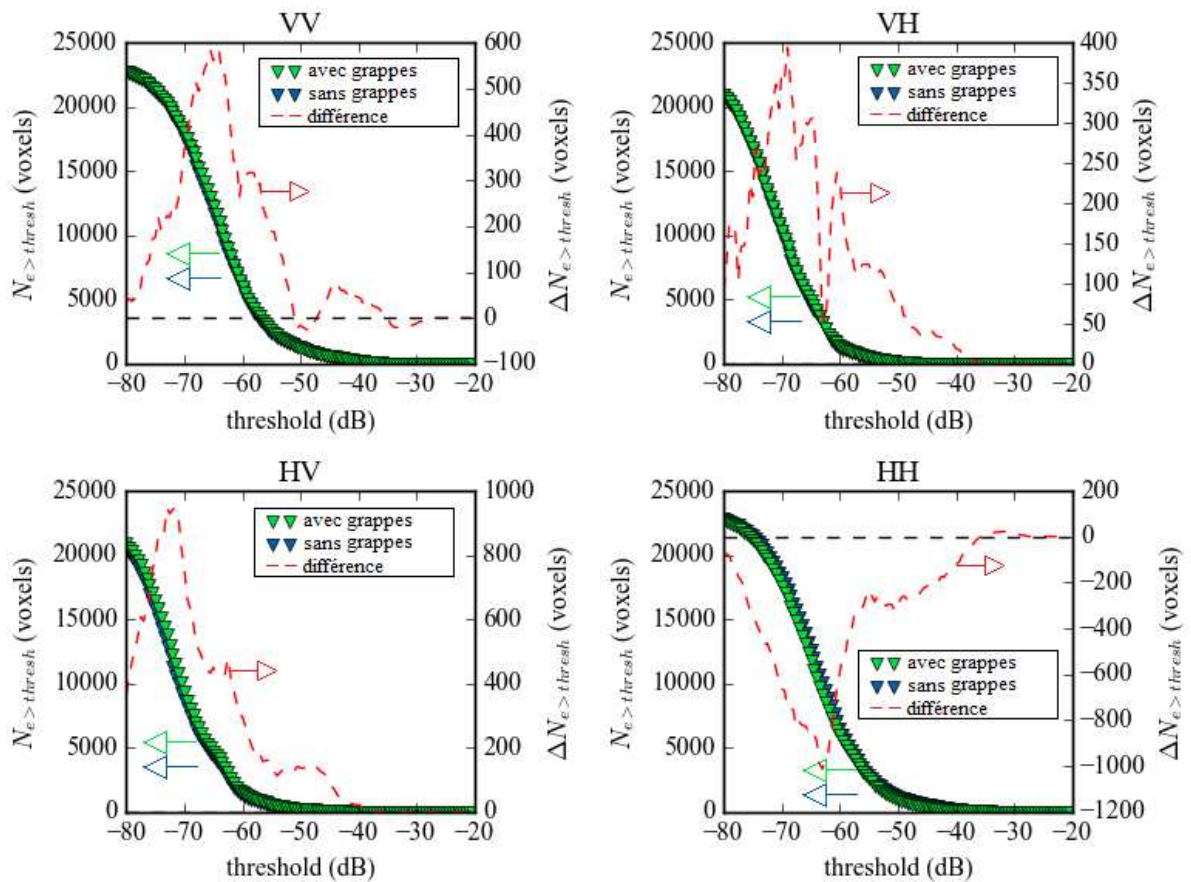 VV
25000
20000
15000
10000
5000
0
N_{e>thresh} (voxels)
600
500
400
300
200
100
0
−100
ΔN_{e>thresh} (voxels)
avec grappes
sans grappes
différence
−80 −70 −60 −50 −40 −30 −20
threshold (dB)
VH
25000
20000
15000
10000
5000
0
N_{e>thresh} (voxels)
400
350
300
250
200
150
100
50
0
ΔN_{e>thresh} (voxels)
avec grappes
sans grappes
différence
−80 −70 −60 −50 −40 −30 −20
threshold (dB)
HV
25000
20000
15000
10000
5000
0
N_{e>thresh} (voxels)
1000
800
600
400
200
0
ΔN_{e>thresh} (voxels)
avec grappes
sans grappes
différence
−80 −70 −60 −50 −40 −30 −20
threshold (dB)
HH
25000
20000
15000
10000
5000
0
N_{e>thresh} (voxels)
200
0
−200
−400
−600
−800
−1000
−1200
ΔN_{e>thresh} (voxels)
avec grappes
sans grappes
différence
−80 −70 −60 −50 −40 −30 −20
threshold (dB)